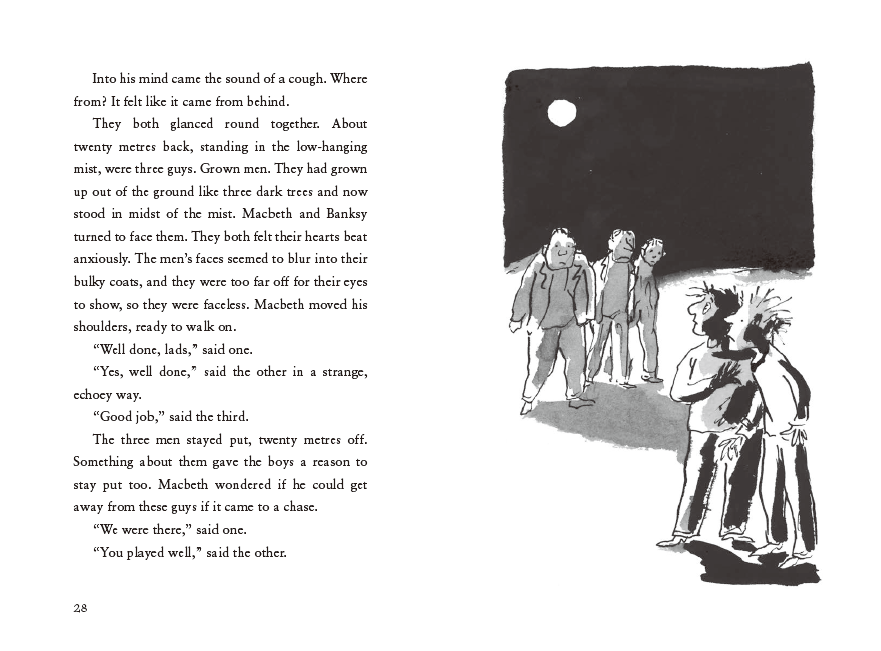 Into his mind came the sound of a cough. Where
from? It felt like it came from behind.
They both glanced round together. About
twenty metres back, standing in the low-hanging
mist, were three guys. Grown men. They had grown
up out of the ground like three dark trees and now
stood in midst of the mist. Macbeth and Banksy
turned to face them. They both felt their hearts beat
anxiously. The men’s faces seemed to blur into their
bulky coats, and they were too far off for their eyes
to show, so they were faceless. Macbeth moved his
shoulders, ready to walk on.
“Well done, lads,” said one.
“Yes, well done,” said the other in a strange,
echoey way.
“Good job,” said the third.
The three men stayed put, twenty metres off.
Something about them gave the boys a reason to
stay put too. Macbeth wondered if he could get
away from these guys if it came to a chase.
“We were there,” said one.
“You played well,” said the other.
28